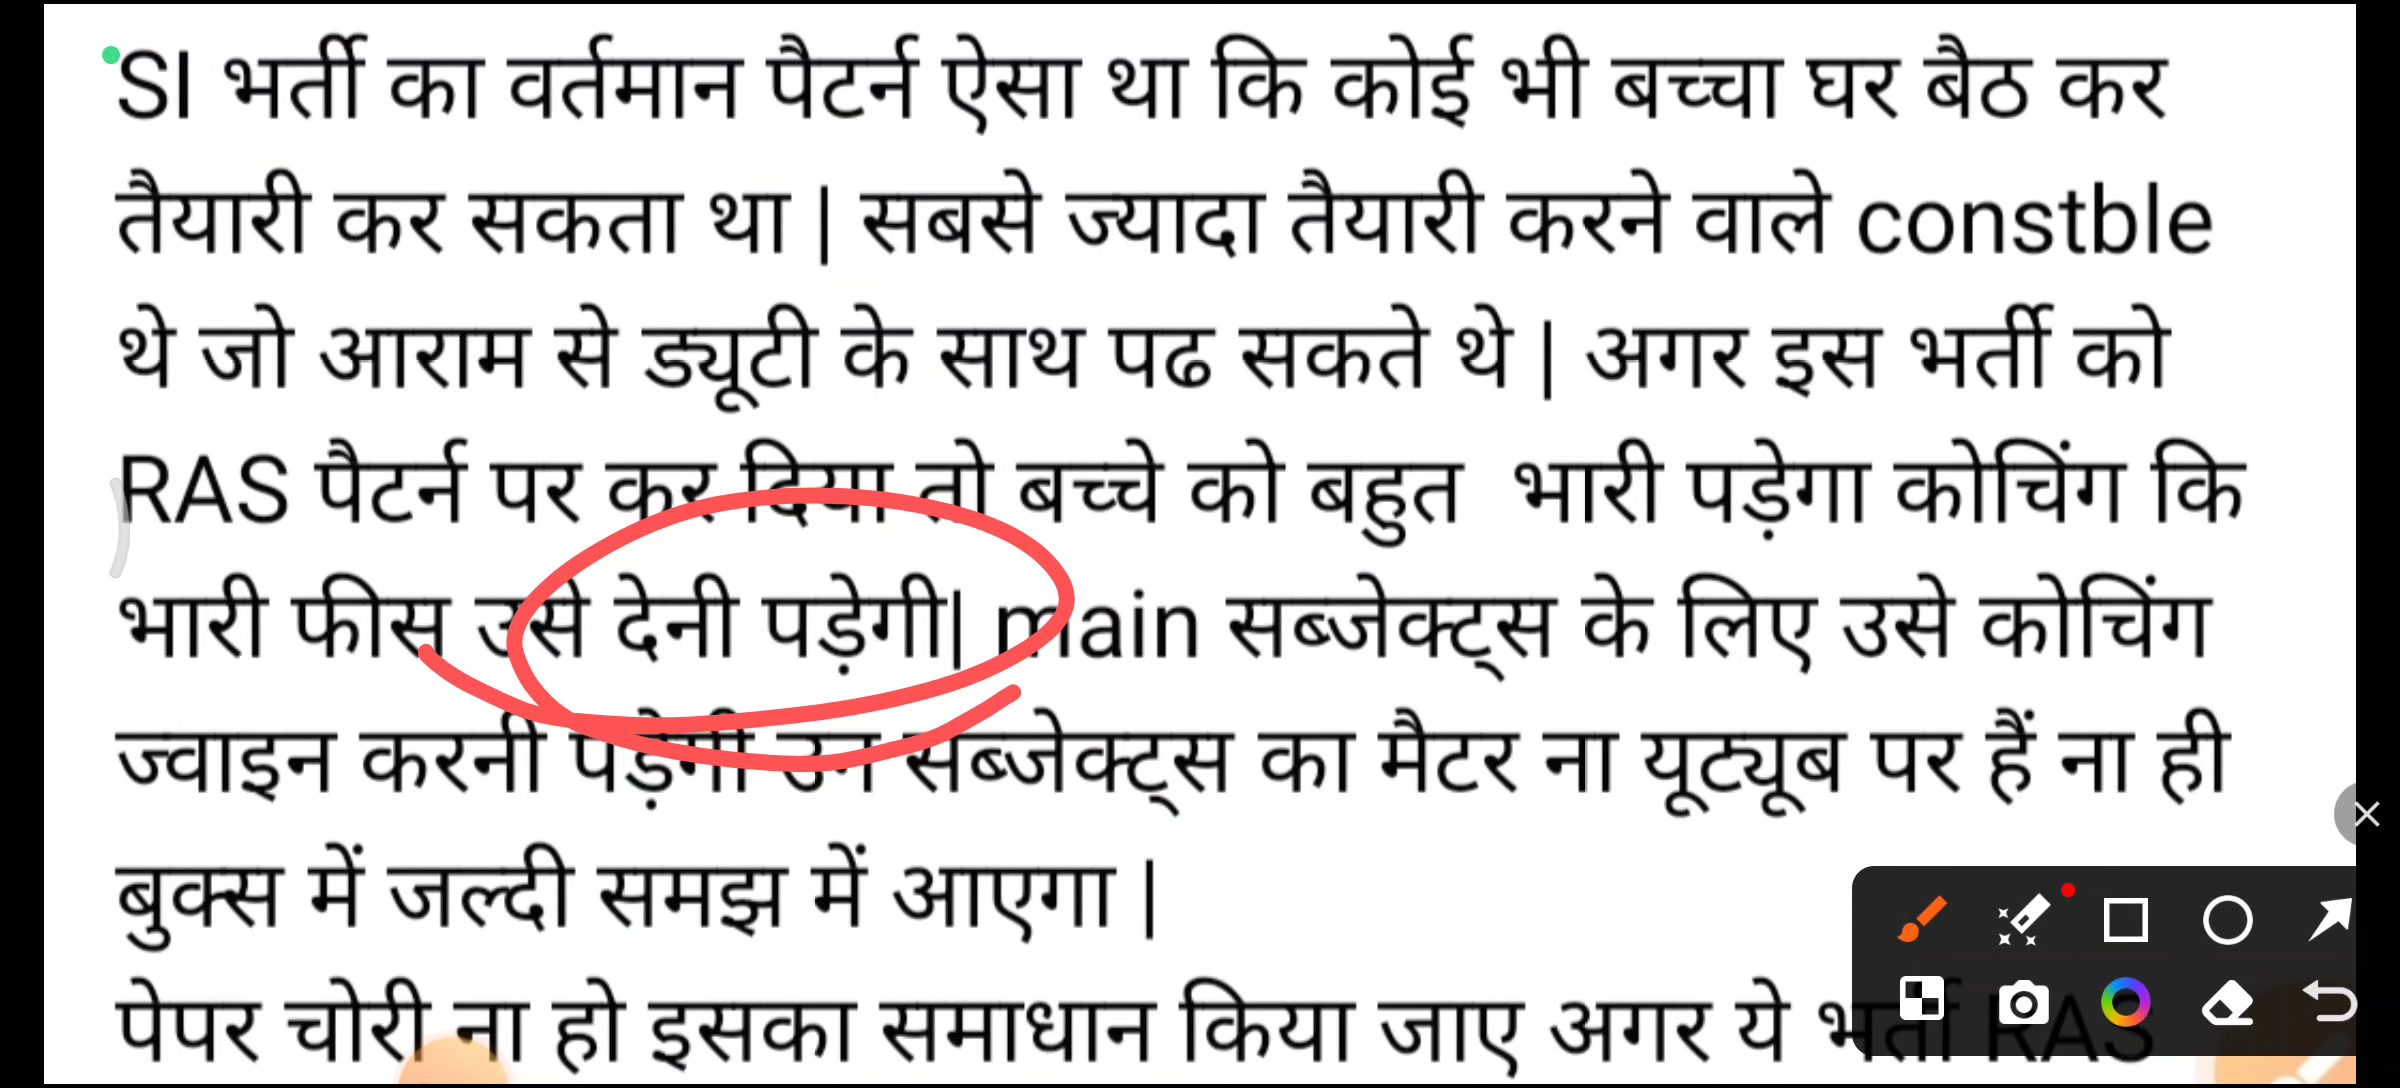 SI भर्ती का वर्तमान पैटर्न ऐसा था कि कोई भी बच्चा घर बैठ कर
तैयारी कर सकता था | सबसे ज्यादा तैयारी करने वाले constble
थे जो आराम से ड्यूटी के साथ पढ सकते थे | अगर इस भर्ती को
RAS पैटर्न पर कर दिया तो बच्चे को बहुत भारी पड़ेगा कोचिंग कि
भारी फीस उसे देनी पड़ेगी| main सब्जेक्ट्स के लिए उसे कोचिंग
ज्वाइन करनी पड़ेगी उन सब्जेक्ट्स का मैटर ना यूट्यूब पर हैं ना ही
बुक्स में जल्दी समझ में आएगा |
पेपर चोरी ना हो इसका समाधान किया जाए अगर ये भर्ती RAS